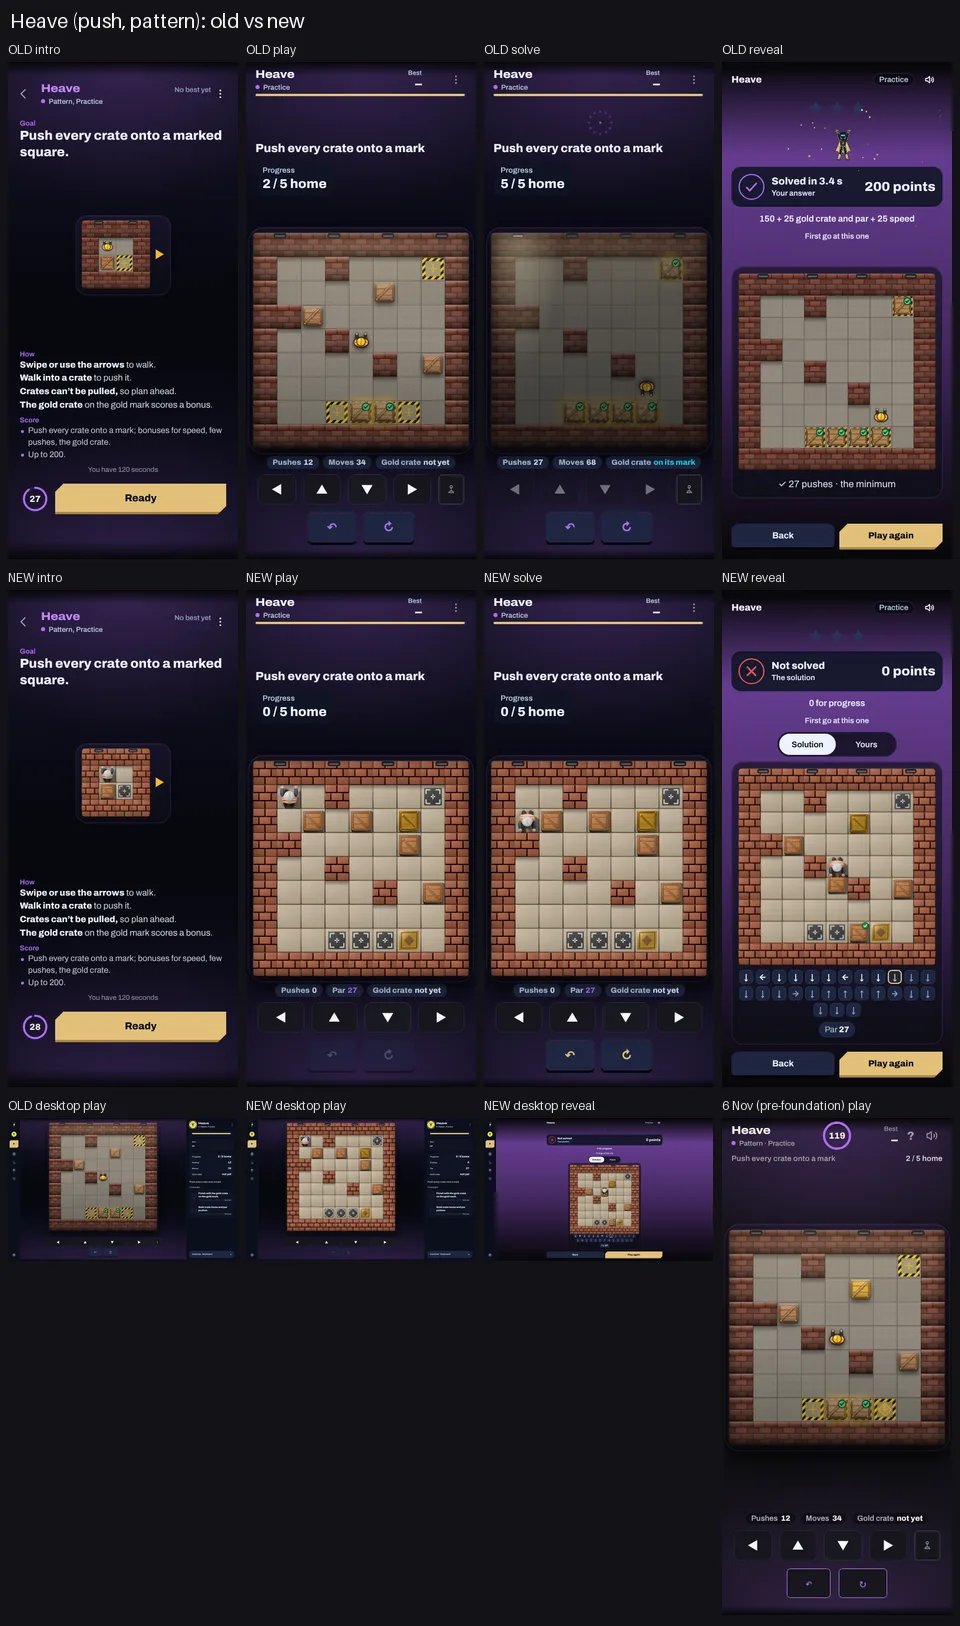 Heave (push, pattern): old vs new
OLD intro
Heave
Pattern, Practice
No best yet
Goal
Push every crate onto a marked
square.
How
Swipe or use the arrows to walk.
Walk into a crate to push it.
Crates can't be pulled, so plan ahead.
The gold crate on the gold mark scores a bonus.
Score
Push every crate onto a mark; bonuses for speed, few
pushes, the gold crate.
Up to 200.
You have 120 seconds
27
Ready
OLD play
Heave
Practice
Best
–
Push every crate onto a mark
Progress
2 / 5 home
Pushes 12
Moves 34
Gold crate not yet
OLD solve
Heave
Practice
Best
–
Push every crate onto a mark
Progress
5 / 5 home
Pushes 27
Moves 68
Gold crate on its mark
OLD reveal
Heave
Practice
Solved in 3.4 s
Your answer
200 points
150 + 25 gold crate and par + 25 speed
First go at this one
✓ 27 pushes · the minimum
Back
Play again
NEW intro
Heave
Pattern, Practice
No best yet
Goal
Push every crate onto a marked
square.
How
Swipe or use the arrows to walk.
Walk into a crate to push it.
Crates can't be pulled, so plan ahead.
The gold crate on the gold mark scores a bonus.
Score
Push every crate onto a mark; bonuses for speed, few
pushes, the gold crate.
Up to 200.
You have 120 seconds
28
Ready
NEW play
Heave
Practice
Best
–
Push every crate onto a mark
Progress
0 / 5 home
Pushes 0
Par 27
Gold crate not yet
NEW solve
Heave
Practice
Best
–
Push every crate onto a mark
Progress
0 / 5 home
Pushes 0
Par 27
Gold crate not yet
NEW reveal
Heave
Practice
Not solved
The solution
0 points
0 for progress
First go at this one
Solution
Yours
Par 27
Back
Play again
OLD desktop play
NEW desktop play
NEW desktop reveal
6 Nov (pre-foundation) play
Heave
Pattern · Practice
119
Best
–
?
Push every crate onto a mark
2 / 5 home
Pushes 12
Moves 34
Gold crate not yet